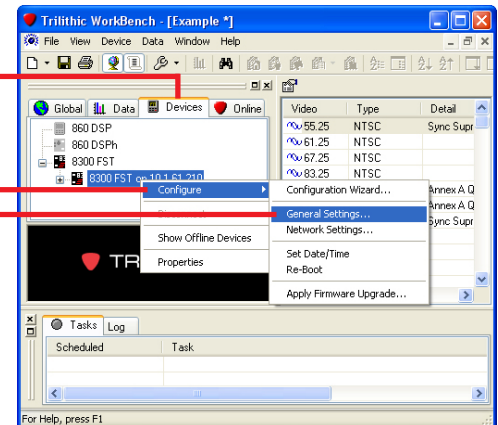 Trilithic WorkBench - [Example *]
File View Device Data Window Help
Global Data Devices Online
860 DSP
860 DSPh
8300 FST
8300 FST on 10.1.61.210
Video Type Detail
55.25 NTSC Sync Supr
61.25 NTSC
67.25 NTSC
83.25 NTSC
Annex A Q
Annex A Q
Sync Supr
Configure
Show Offline Devices
Properties
Configuration Wizard...
General Settings...
Network Settings...
Set Date/Time
Re-Boot
Apply Firmware Upgrade...
TR
Tasks Log
Scheduled Task
For Help, press F1